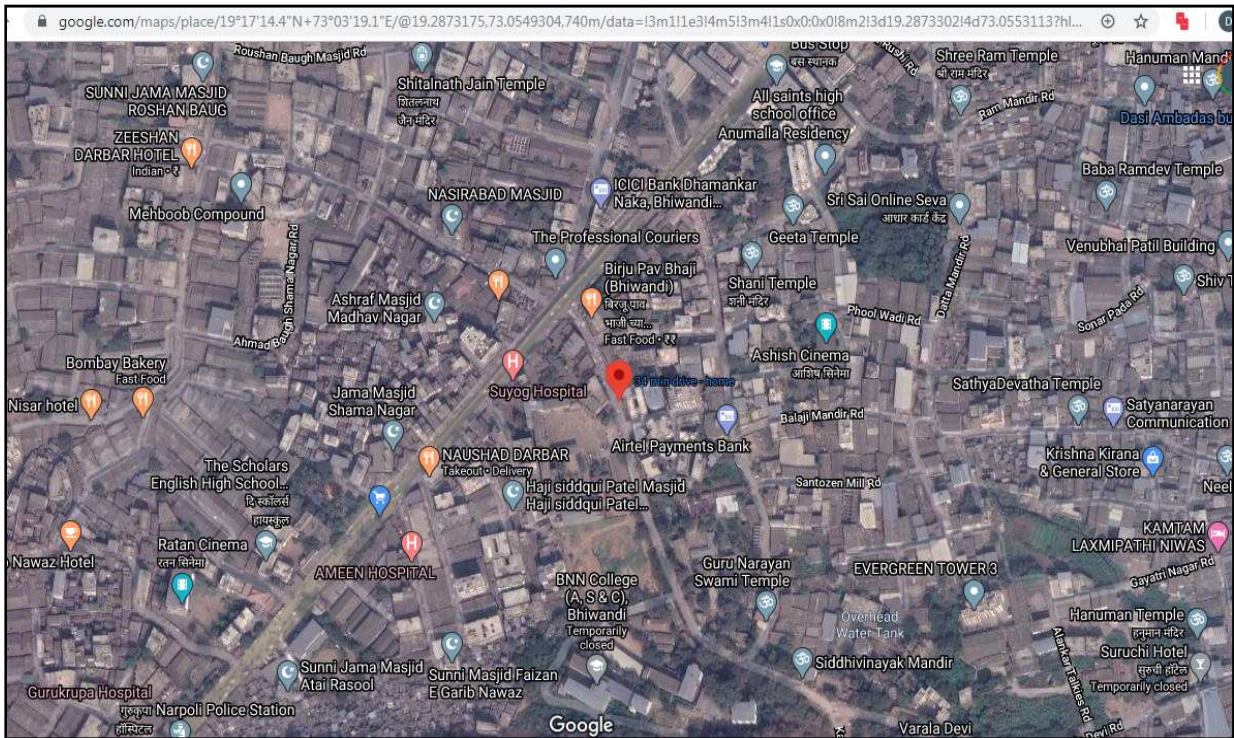 google.com/maps/place/19°17'14.4"N+73°03'19.1"E/@19.2873175,73.0549304,740m/data=!3m1!1e3!4m5!3m4!1s0x0:0x0!8m2!3d19.2873302!4d73.0553113?hl...
Roushan Baugh Masjid Rd
SUNNI JAMA MASJID
ROSHAN BAUG
Shitalnath Jain Temple
शितलनाथ
जैन मंदिर
Bus Stop
बस स्थानक
All saints high
school office
Anumalla Residency
Shree Ram Temple
श्री राम मंदिर
Ram Mandir Rd
Hanuman Mandi
Dasi Ambadas bu
ZEESHAN
DARBAR HOTEL
Indian • ₹
Mehboob Compound
NASIRABAD MASJID
ICICI Bank Dhamankar
Naka, Bhiwandi...
Baba Ramdev Temple
Sri Sai Online Seva
आधार कार्ड केंद्र
The Professional Couriers
Geeta Temple
Venubhai Patil Building
Ahmad Baugh Shama Nagar Rd
Ashraf Masjid
Madhav Nagar
Birju Pav Bhaji
(Bhiwandi)
बिरजू पाव
भाजी च्या...
Fast Food • ₹₹
Shani Temple
शनी मंदिर
Phool Wadi Rd
Datta Mandir Rd
Sonar Pada Rd
Shiv T
Bombay Bakery
Fast Food
Nisar hotel
Jama Masjid
Shama Nagar
H
Suyog Hospital
34 min drive - home
Ashish Cinema
आशिष सिनेमा
SathyaDevatha Temple
Satyanarayan
Communication
Balaji Mandir Rd
Airtel Payments Bank
The Scholars
English High School...
दि स्कॉलर्स
हायस्कूल
NAUSHAD DARBAR
Takeout • Delivery
Haji siddqui Patel Masjid
Haji siddqui Patel...
Santozen Mill Rd
Krishna Kirana
& General Store
Neel
Nawaz Hotel
Ratan Cinema
रतन सिनेमा
H
AMEEN HOSPITAL
BNN College
(A, S & C),
Bhiwandi
Temporarily
closed
Guru Narayan
Swami Temple
EVERGREEN TOWER 3
KAMTAM
LAXMIPATHI NIWAS
Gayatri Nagar Rd
Overhead
Water Tank
Hanuman Temple
हनुमान मंदिर
Suruchi Hotel
सुरुची हॉटेल
Temporarily closed
Alankar Talkies Rd
Sunni Jama Masjid
Atai Rasool
Sunni Masjid Faizan
E Garib Nawaz
Siddhivinayak Mandir
Gurukrupa Hospital
गुरुकृपा
हॉस्पिटल
Narpoli Police Station
Google
Varala Devi